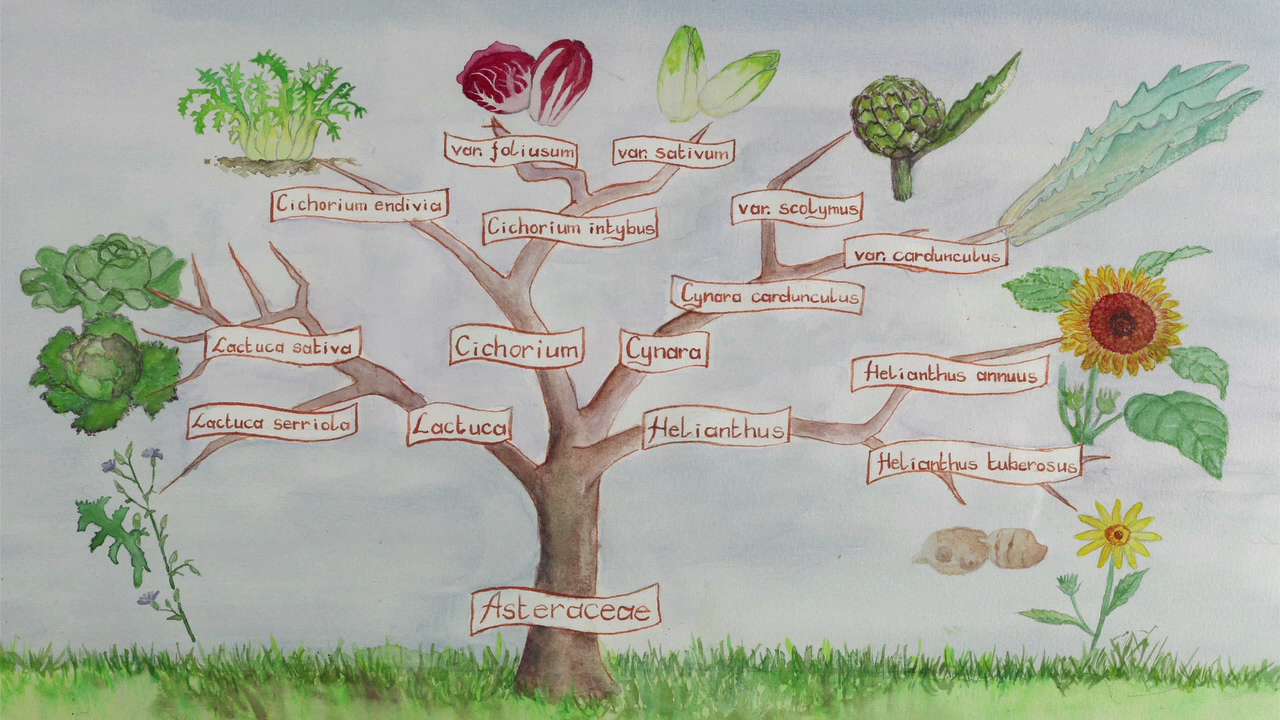 var. foliusum
var. sativum
Cichorium endivia
var. scolymus
Cichorium intybus
var. cardunculus
Cynara cardunculus
Lactuca sativa
Cichorium
Cynara
Helianthus annuus
Lactuca serriola
Lactuca
Helianthus
Helianthus tuberosus
Asteraceae